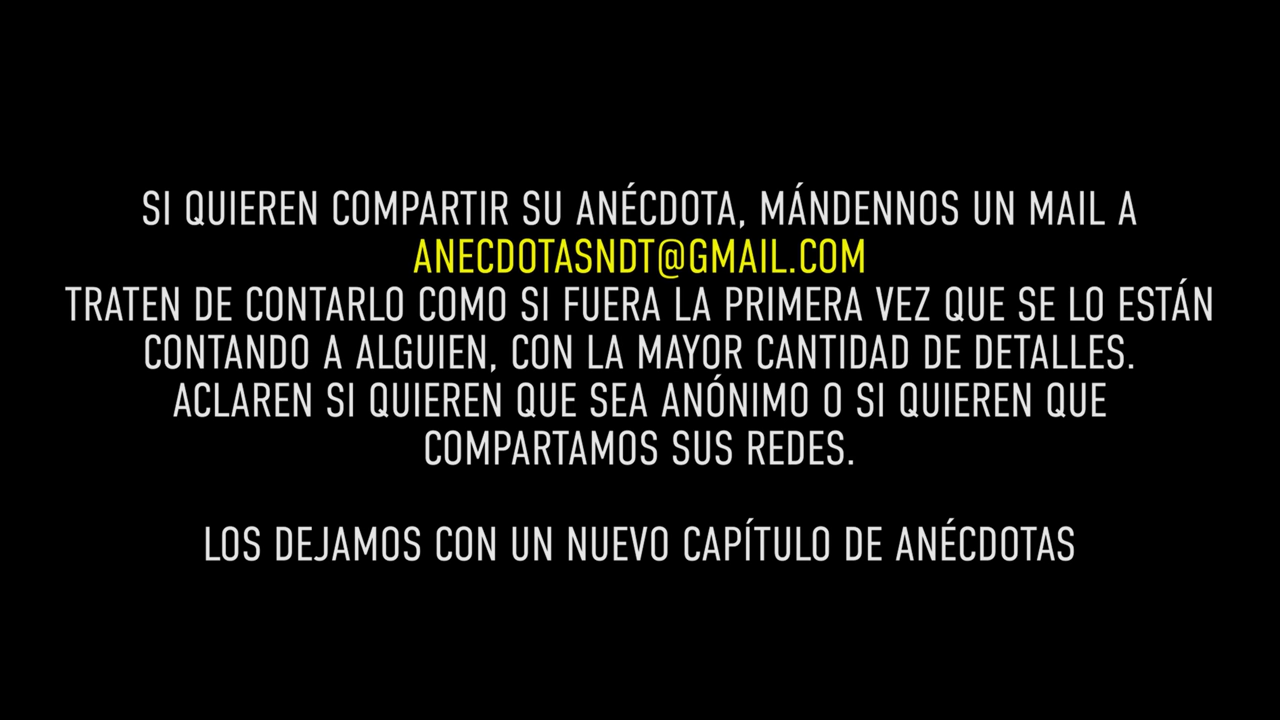 SI QUIEREN COMPARTIR SU ANÉCDOTA, MÁNDENNOS UN MAIL A
ANECDOTASNDT@GMAIL.COM
TRATEN DE CONTARLO COMO SI FUERA LA PRIMERA VEZ QUE SE LO ESTÁN
CONTANDO A ALGUIEN, CON LA MAYOR CANTIDAD DE DETALLES.
ACLAREN SI QUIEREN QUE SEA ANÓNIMO O SI QUIEREN QUE
COMPARTAMOS SUS REDES.
LOS DEJAMOS CON UN NUEVO CAPÍTULO DE ANÉCDOTAS